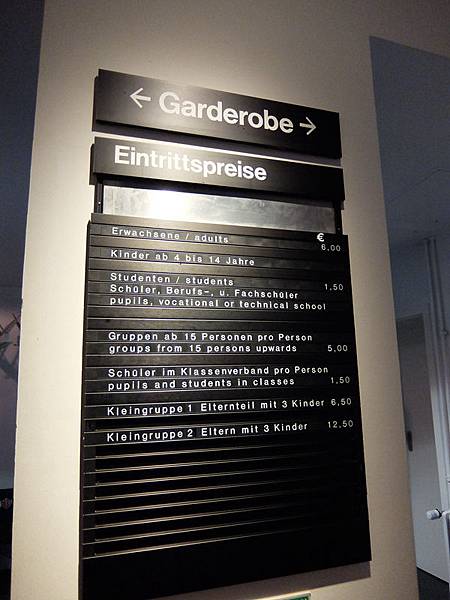 ← Garderobe →
Eintrittspreise
€
Erwachsene / adults 6,00
Kinder ab 4 bis 14 Jahre
Studenten / students 1,50
Schüler, Berufs-, u. Fachschüler
pupils, vocational or technical school
Gruppen ab 15 Personen pro Person
groups from 15 persons upwards 5,00
Schüler im Klassenverband pro Person
pupils and students in classes 1,50
Kleingruppe 1 Elternteil mit 3 Kinder 6,50
Kleingruppe 2 Eltern mit 3 Kinder 12,50